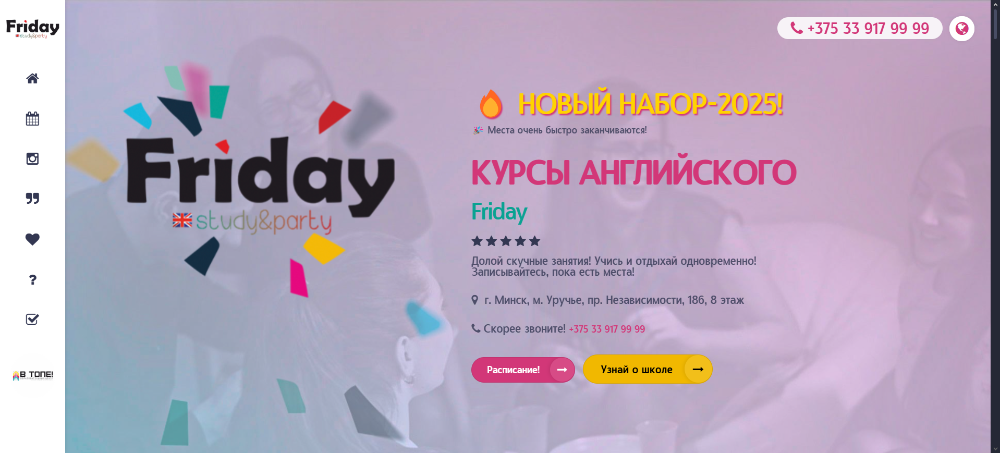 Friday
study&party
+375 33 917 99 99
НОВЫЙ НАБОР-2025!
Места очень быстро заканчиваются!
Friday
study&party
КУРСЫ АНГЛИЙСКОГО
Friday
Долой скучные занятия! Учись и отдыхай одновременно!
Записывайтесь, пока есть места!
г. Минск, м. Уручье, пр. Независимости, 186, 8 этаж
Скорее звоните! +375 33 917 99 99
Расписание!
Узнай о школе
В ТОПЕ!
ОБРАЗОВАТЕЛЬНЫЙ ЦЕНТР